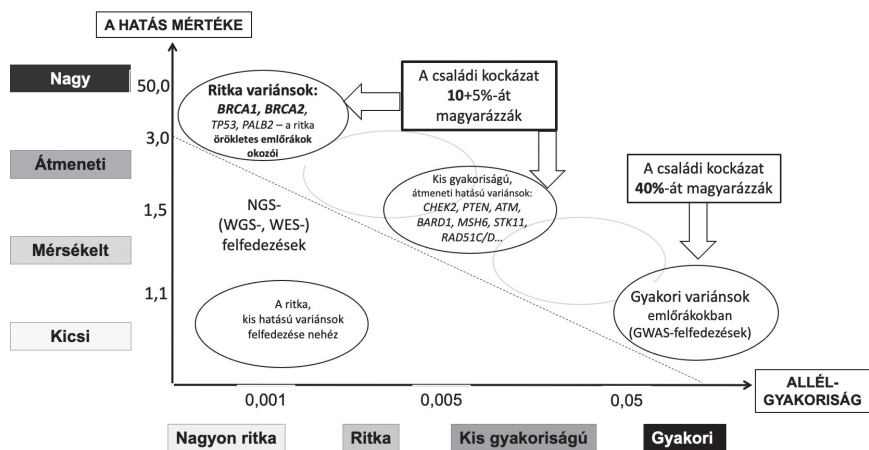 A HATÁS MÉRTÉKE
Nagy
Átmeneti
Mérsékelt
Kicsi
50,0
3,0
1,5
1,1
Ritka variánsok:
BRCA1, BRCA2,
TP53, PALB2 – a ritka
örökletes emlőrákok
okozói
A családi kockázat
10+5%-át
magyarázzák
Kis gyakoriságú,
átmeneti hatású variánsok:
CHEK2, PTEN, ATM,
BARD1, MSH6, STK11,
RAD51C/D...
A családi kockázat
40%-át magyarázzák
NGS-
(WGS-, WES-)
felfedezések
A ritka,
kis hatású variánsok
felfedezése nehéz
Gyakori variánsok
emlőrákokban
(GWAS-felfedezések)
0,001
0,005
0,05
ALLÉL-
GYAKORISÁG
Nagyon ritka
Ritka
Kis gyakoriságú
Gyakori